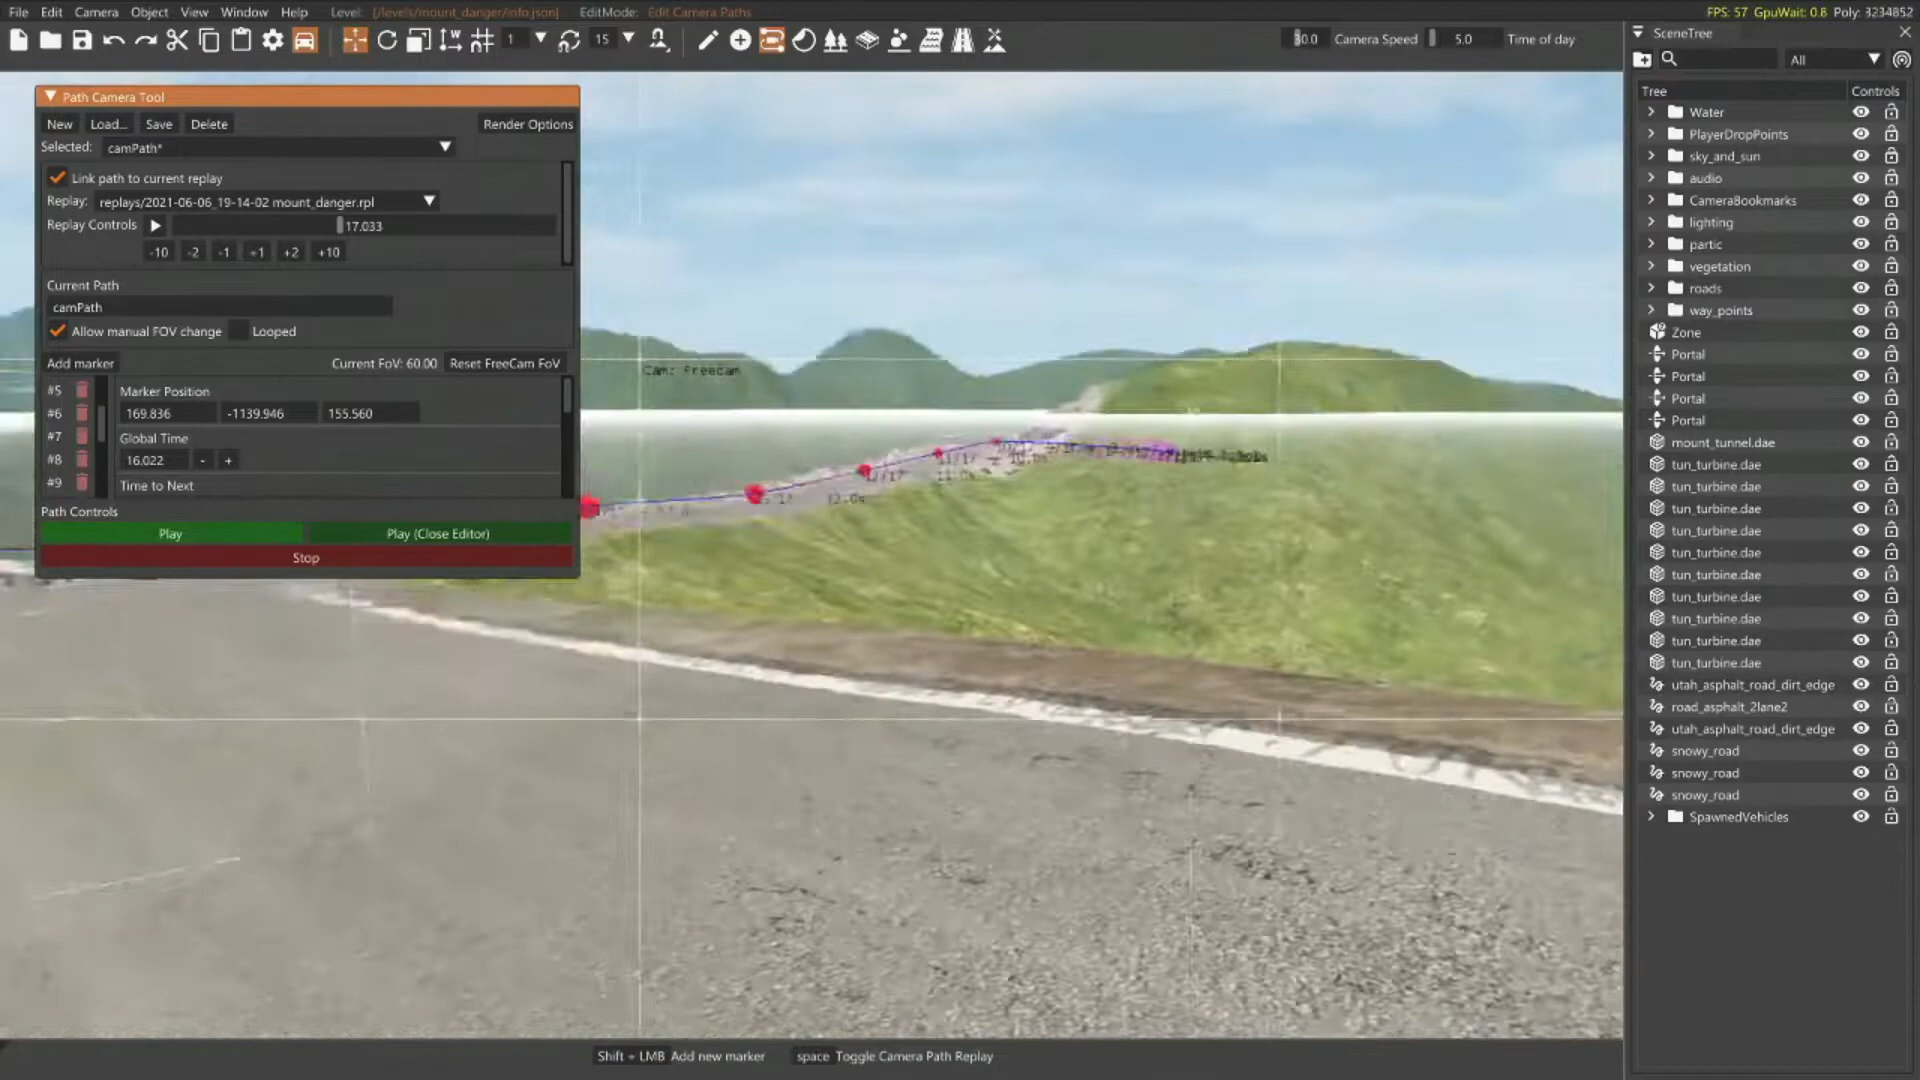 File Edit Camera Object View Window Help Level: [/levels/mount_danger/info.json] EditMode: Edit Camera Paths
FPS: 57 GpuWait: 0.8 Poly: 3234852
1 15
Camera Speed 5.0 Time of day
SceneTree
All
Tree Controls
Water
PlayerDropPoints
sky_and_sun
audio
CameraBookmarks
lighting
partic
vegetation
roads
way_points
Zone
Portal
Portal
Portal
Portal
mount_tunnel.dae
tun_turbine.dae
tun_turbine.dae
tun_turbine.dae
tun_turbine.dae
tun_turbine.dae
tun_turbine.dae
tun_turbine.dae
tun_turbine.dae
tun_turbine.dae
tun_turbine.dae
utah_asphalt_road_dirt_edge
road_asphalt_2lane2
utah_asphalt_road_dirt_edge
snowy_road
snowy_road
snowy_road
SpawnedVehicles
Path Camera Tool
New Load... Save Delete Render Options
Selected: camPath*
Link path to current replay
Replay: replays/2021-06-06_19-14-02 mount_danger.rpl
Replay Controls 17.033
-10 -2 -1 +1 +2 +10
Current Path
camPath
Allow manual FOV change Looped
Add marker Current FoV: 60.00 Reset FreeCam FoV
#5 Marker Position
#6 169.836 -1139.946 155.560
#7 Global Time
#8 16.022 - +
#9 Time to Next
Path Controls
Play Play (Close Editor)
Stop
Cam: Freecam
Shift + LMB Add new marker space Toggle Camera Path Replay